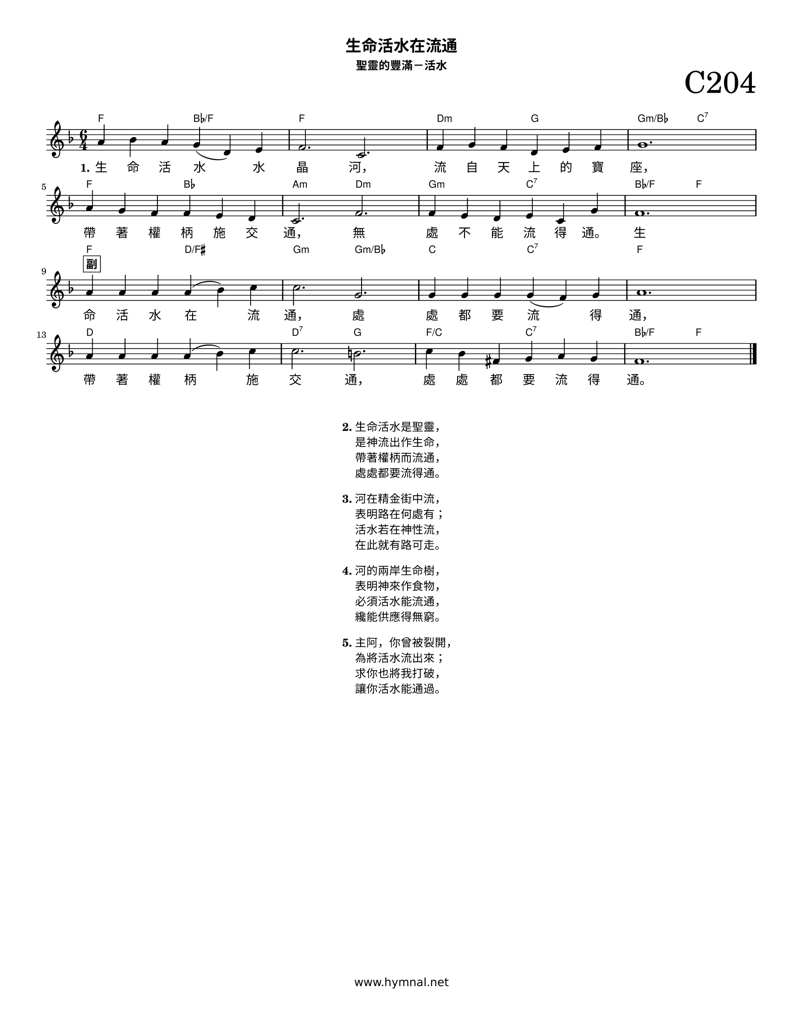 生命活水在流通
聖靈的豐滿－活水
C204
F B♭/F F Dm G Gm/B♭ C7
6
4
1. 生 命 活 水 水 晶 河， 流 自 天 上 的 寶 座，
F B♭ Am Dm Gm C7 B♭/F F
5
帶 著 權 柄 施 交 通， 無 處 不 能 流 得 通。 生
F D/F♯ Gm Gm/B♭ C C7 F
副
9
命 活 水 在 流 通， 處 處 都 要 流 得 通，
D D7 G F/C C7 B♭/F F
13
帶 著 權 柄 施 交 通， 處 處 都 要 流 得 通。
2. 生命活水是聖靈，
是神流出作生命，
帶著權柄而流通，
處處都要流得通。
3. 河在精金街中流，
表明路在何處有；
活水若在神性流，
在此就有路可走。
4. 河的兩岸生命樹，
表明神來作食物，
必須活水能流通，
纔能供應得無窮。
5. 主阿，你曾被裂開，
為將活水流出來；
求你也將我打破，
讓你活水能通過。
www.hymnal.net